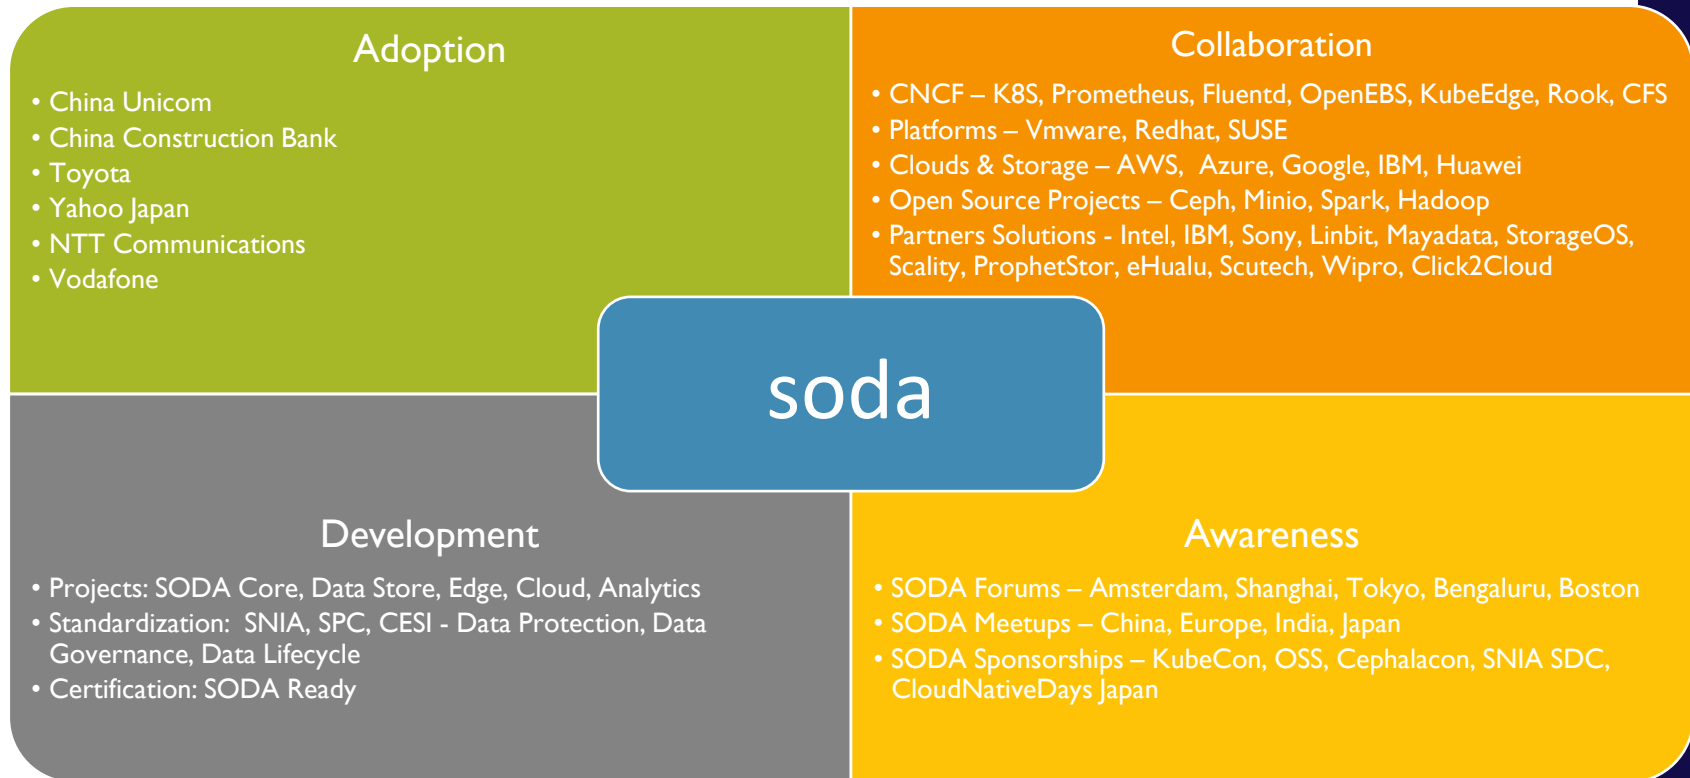 Adoption
• China Unicom
• China Construction Bank
• Toyota
• Yahoo Japan
• NTT Communications
• Vodafone
Collaboration
• CNCF – K8S, Prometheus, Fluentd, OpenEBS, KubeEdge, Rook, CFS
• Platforms – Vmware, Redhat, SUSE
• Clouds & Storage – AWS,  Azure, Google, IBM, Huawei
• Open Source Projects – Ceph, Minio, Spark, Hadoop
• Partners Solutions - Intel, IBM, Sony, Linbit, Mayadata, StorageOS,
Scality, ProphetStor, eHualu, Scutech, Wipro, Click2Cloud
soda
Development
• Projects: SODA Core, Data Store, Edge, Cloud, Analytics
• Standardization:  SNIA, SPC, CESI - Data Protection, Data
Governance, Data Lifecycle
• Certification: SODA Ready
Awareness
• SODA Forums – Amsterdam, Shanghai, Tokyo, Bengaluru, Boston
• SODA Meetups – China, Europe, India, Japan
• SODA Sponsorships – KubeCon, OSS, Cephalacon, SNIA SDC,
CloudNativeDays Japan